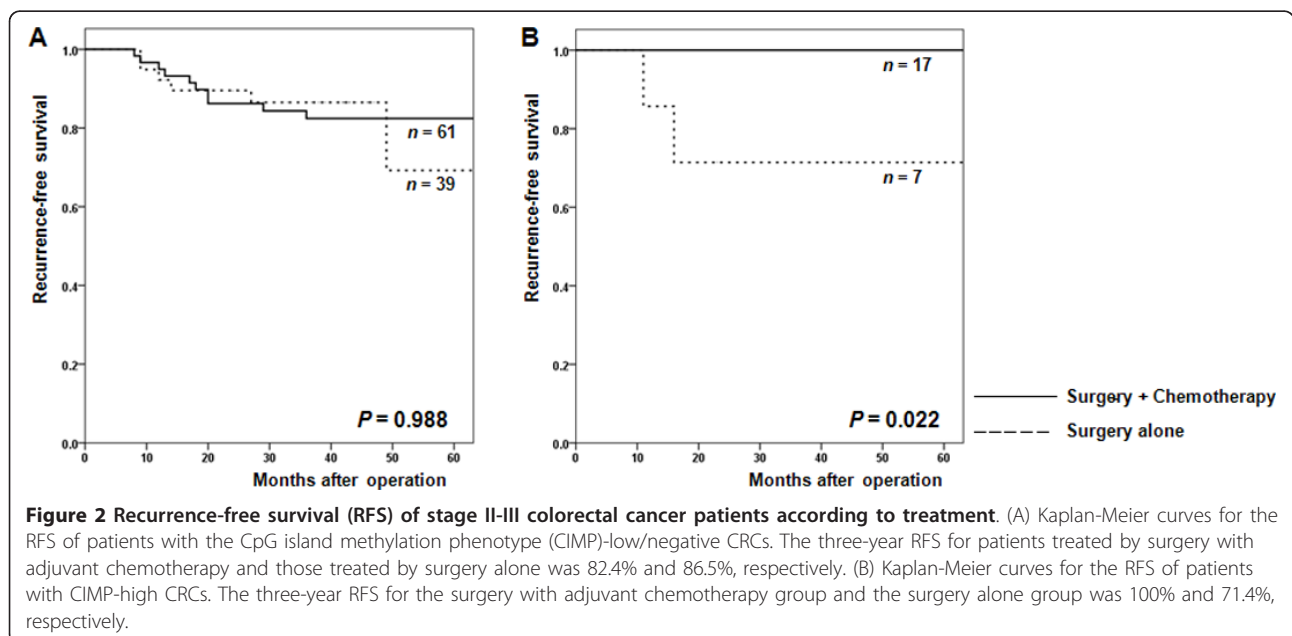 A
B
1.0
0.8
0.6
0.4
0.2
0.0
Recurrence-free survival
n = 61
n = 39
P = 0.988
0 10 20 30 40 50 60
Months after operation
1.0
0.8
0.6
0.4
0.2
0.0
Recurrence-free survival
n = 17
n = 7
P = 0.022
0 10 20 30 40 50 60
Months after operation
Surgery + Chemotherapy
Surgery alone
Figure 2 Recurrence-free survival (RFS) of stage II-III colorectal cancer patients according to treatment. (A) Kaplan-Meier curves for the
RFS of patients with the CpG island methylation phenotype (CIMP)-low/negative CRCs. The three-year RFS for patients treated by surgery with
adjuvant chemotherapy and those treated by surgery alone was 82.4% and 86.5%, respectively. (B) Kaplan-Meier curves for the RFS of patients
with CIMP-high CRCs. The three-year RFS for the surgery with adjuvant chemotherapy group and the surgery alone group was 100% and 71.4%,
respectively.